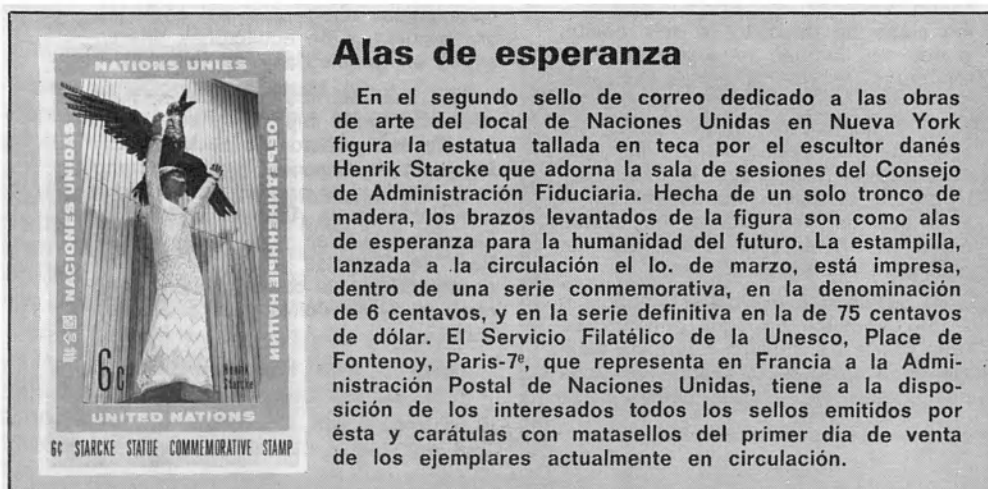 NATIONS UNIES
NACIONES UNIDAS
ОБЪЕДИНЕННЫЕ НАЦИИ
6c
Henrik
Starcke
UNITED NATIONS
6¢ STARCKE STATUE COMMEMORATIVE STAMP
Alas de esperanza
En el segundo sello de correo dedicado a las obras
de arte del local de Naciones Unidas en Nueva York
figura la estatua tallada en teca por el escultor danés
Henrik Starcke que adorna la sala de sesiones del Consejo
de Administración Fiduciaria. Hecha de un solo tronco de
madera, los brazos levantados de la figura son como alas
de esperanza para la humanidad del futuro. La estampilla,
lanzada a la circulación el lo. de marzo, está impresa,
dentro de una serie conmemorativa, en la denominación
de 6 centavos, y en la serie definitiva en la de 75 centavos
de dólar. El Servicio Filatélico de la Unesco, Place de
Fontenoy, Paris-7ᵉ, que representa en Francia a la Admi-
nistración Postal de Naciones Unidas, tiene a la dispo-
sición de los interesados todos los sellos emitidos por
ésta y carátulas con matasellos del primer día de venta
de los ejemplares actualmente en circulación.